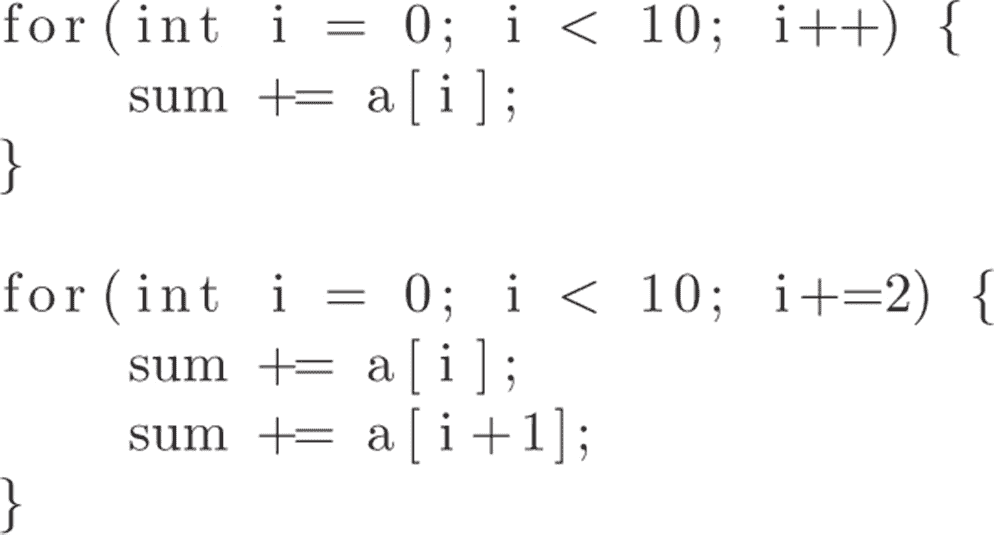 for(int i = 0; i < 10; i++) {
sum += a[i];
}
for(int i = 0; i < 10; i+=2) {
sum += a[i];
sum += a[i+1];
}